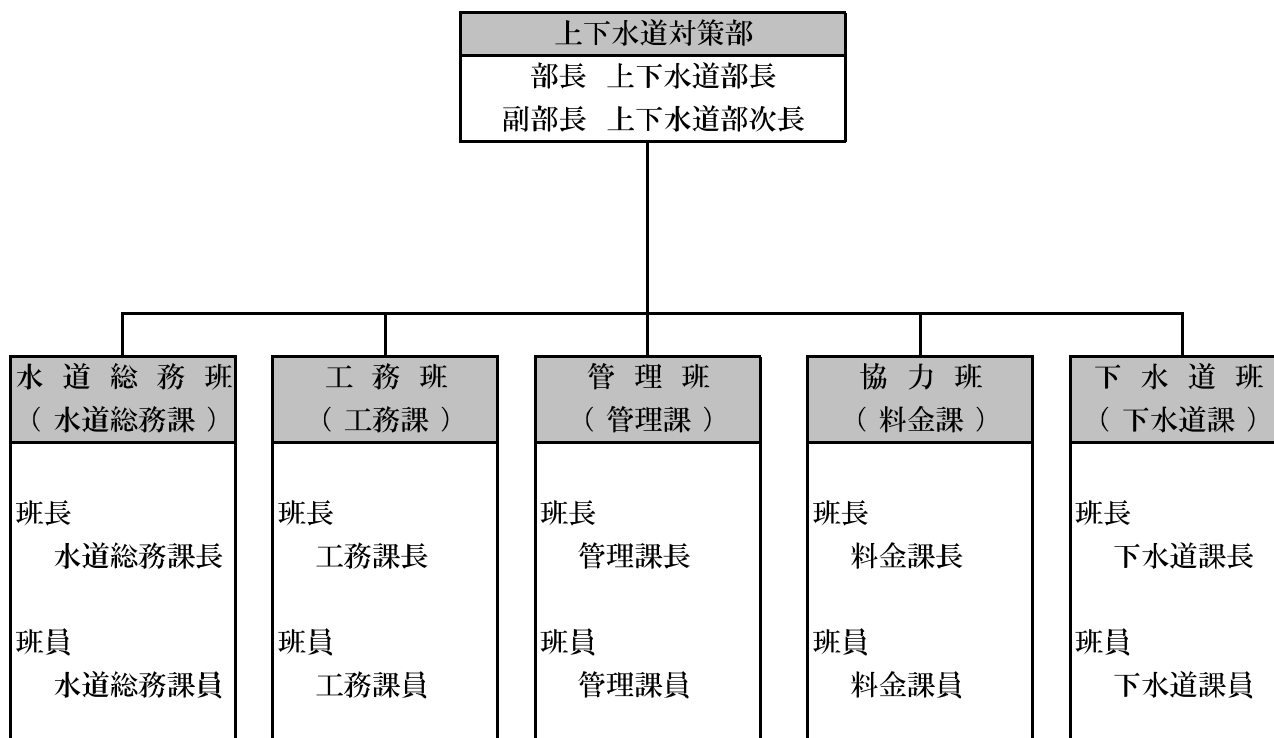 上下水道対策部
部長 上下水道部長
副部長 上下水道部次長
水道総務班
（水道総務課）
班長
水道総務課長
班員
水道総務課員
工務班
（工務課）
班長
工務課長
班員
工務課員
管理班
（管理課）
班長
管理課長
班員
管理課員
協力班
（料金課）
班長
料金課長
班員
料金課員
下水道班
（下水道課）
班長
下水道課長
班員
下水道課員